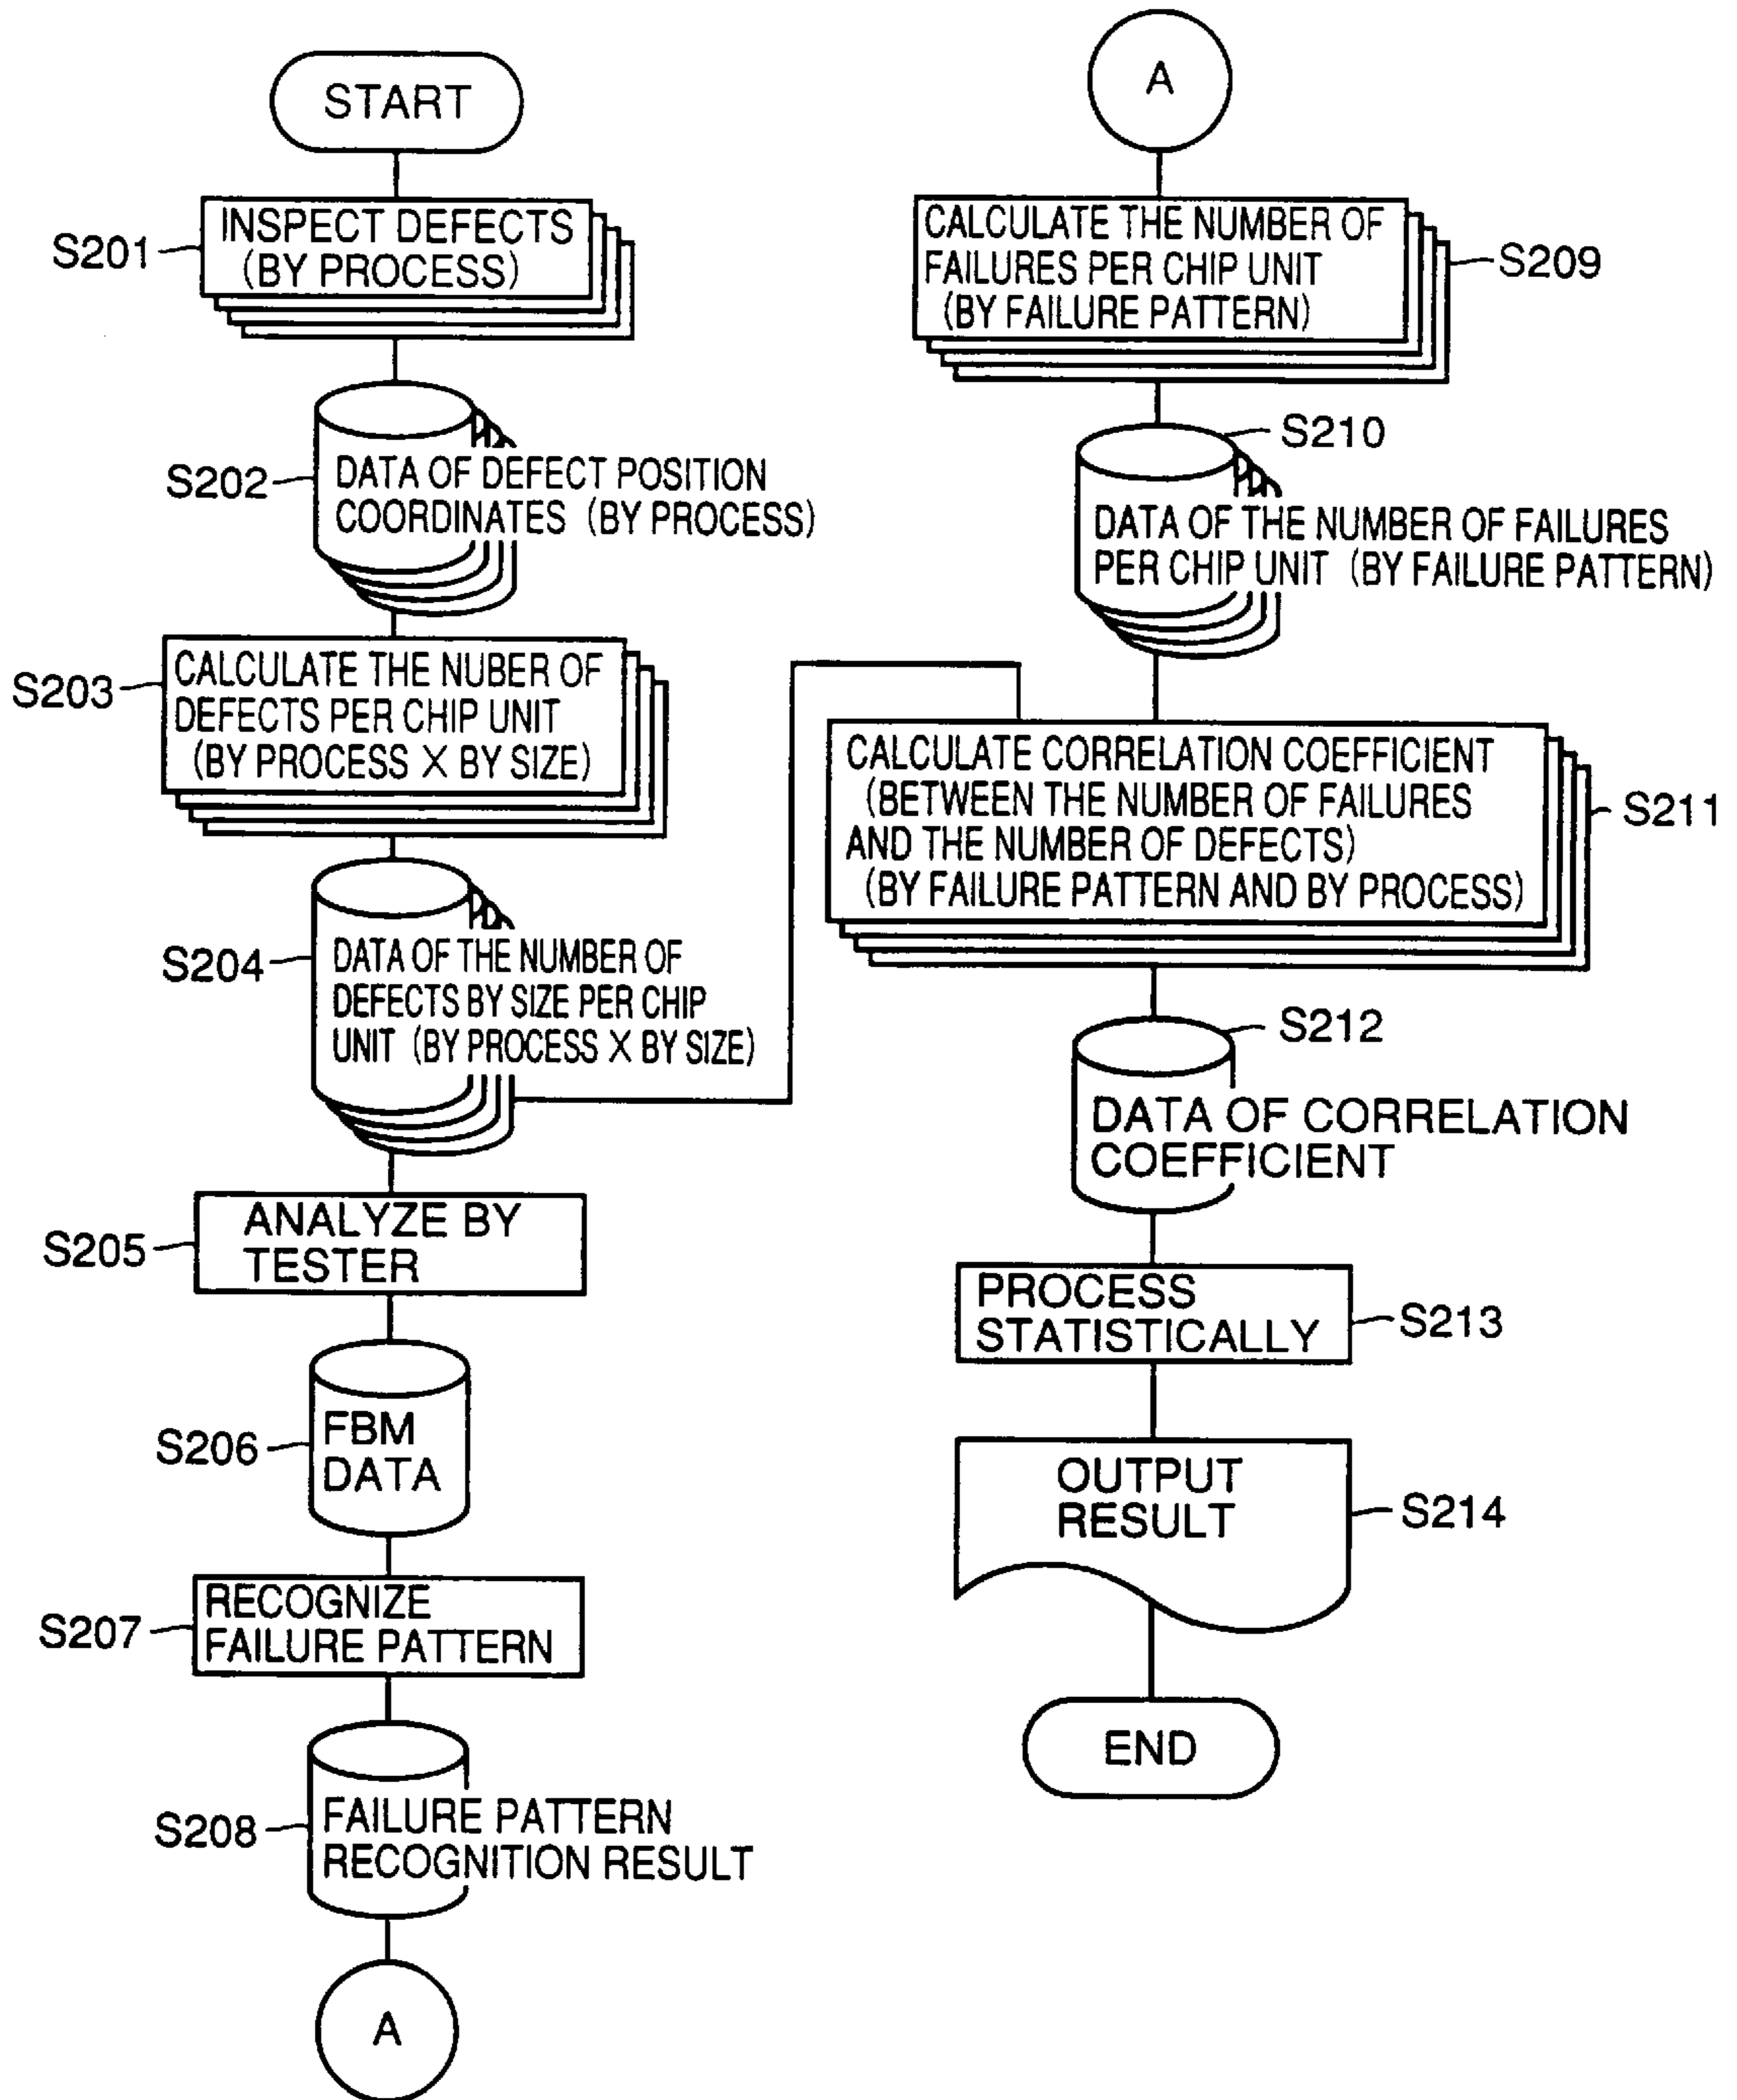 START
S201
INSPECT DEFECTS
(BY PROCESS)
S202
DATA OF DEFECT POSITION
COORDINATES (BY PROCESS)
S203
CALCULATE THE NUBER OF
DEFECTS PER CHIP UNIT
(BY PROCESS X BY SIZE)
S204
DATA OF THE NUMBER OF
DEFECTS BY SIZE PER CHIP
UNIT (BY PROCESS X BY SIZE)
S205
ANALYZE BY
TESTER
S206
FBM
DATA
S207
RECOGNIZE
FAILURE PATTERN
S208
FAILURE PATTERN
RECOGNITION RESULT
A
A
CALCULATE THE NUMBER OF
FAILURES PER CHIP UNIT
(BY FAILURE PATTERN)
S209
S210
DATA OF THE NUMBER OF FAILURES
PER CHIP UNIT (BY FAILURE PATTERN)
CALCULATE CORRELATION COEFFICIENT
(BETWEEN THE NUMBER OF FAILURES
AND THE NUMBER OF DEFECTS)
(BY FAILURE PATTERN AND BY PROCESS)
S211
S212
DATA OF CORRELATION
COEFFICIENT
PROCESS
STATISTICALLY
S213
OUTPUT
RESULT
S214
END